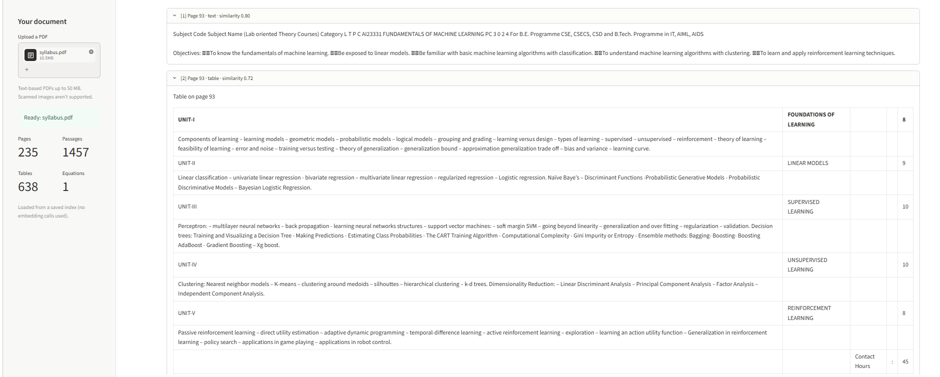 Your document
Upload a PDF
syllabus.pdf
10.5MB
+
Text-based PDFs up to 50 MB.
Scanned images aren't supported.
Ready: syllabus.pdf
Pages Passages
235 1457
Tables Equations
638 1
Loaded from a saved index (no
embedding calls used).
[1] Page 93 · text · similarity 0.80
Subject Code Subject Name (Lab oriented Theory Courses) Category L T P C AI23331 FUNDAMENTALS OF MACHINE LEARNING PC 3 0 2 4 For B.E. Programme CSE, CSECS, CSD and B.Tech. Programme in IT, AIML, AIDS
Objectives: To know the fundamentals of machine learning. Be exposed to linear models. Be familiar with basic machine learning algorithms with classification. To understand machine learning algorithms with clustering. To learn and apply reinforcement learning techniques.
[2] Page 93 · table · similarity 0.72
Table on page 93
UNIT-I FOUNDATIONS OF LEARNING 8
Components of learning – learning models – geometric models – probabilistic models – logical models – grouping and grading – learning versus design – types of learning – supervised – unsupervised – reinforcement – theory of learning –
feasibility of learning – error and noise – training versus testing – theory of generalization – generalization bound – approximation generalization trade off – bias and variance – learning curve.
UNIT-II LINEAR MODELS 9
Linear classification – univariate linear regression - bivariate regression – multivariate linear regression – regularized regression – Logistic regression. Naïve Baye's – Discriminant Functions -Probabilistic Generative Models - Probabilistic
Discriminative Models – Bayesian Logistic Regression.
UNIT-III SUPERVISED LEARNING 10
Perceptron: – multilayer neural networks – back propagation - learning neural networks structures – support vector machines: – soft margin SVM – going beyond linearity – generalization and over fitting – regularization – validation. Decision
trees: Training and Visualizing a Decision Tree - Making Predictions - Estimating Class Probabilities - The CART Training Algorithm - Computational Complexity - Gini Impurity or Entropy - Ensemble methods: Bagging- Boosting- Boosting
AdaBoost - Gradient Boosting – Xg boost.
UNIT-IV UNSUPERVISED LEARNING 10
Clustering: Nearest neighbor models – K-means – clustering around medoids – silhouttes – hierarchical clustering – k-d trees. Dimensionality Reduction: – Linear Discriminant Analysis – Principal Component Analysis – Factor Analysis –
Independent Component Analysis.
UNIT-V REINFORCEMENT LEARNING 8
Passive reinforcement learning – direct utility estimation – adaptive dynamic programming – temporal-difference learning – active reinforcement learning – exploration – learning an action utility function – Generalization in reinforcement
learning – policy search – applications in game playing – applications in robot control.
Contact Hours : 45